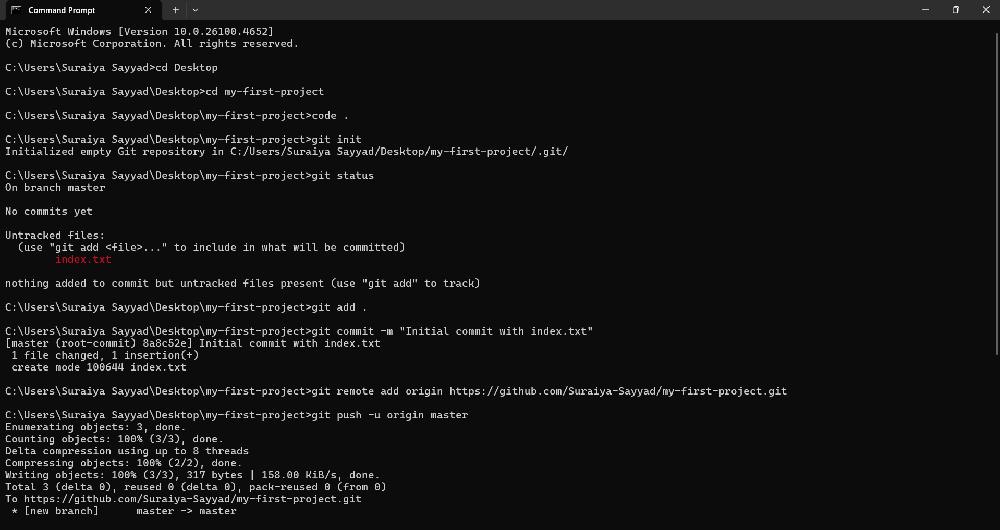 Command Prompt
Microsoft Windows [Version 10.0.26100.4652]
(c) Microsoft Corporation. All rights reserved.
C:\Users\Suraiya Sayyad>cd Desktop
C:\Users\Suraiya Sayyad\Desktop>cd my-first-project
C:\Users\Suraiya Sayyad\Desktop\my-first-project>code .
C:\Users\Suraiya Sayyad\Desktop\my-first-project>git init
Initialized empty Git repository in C:/Users/Suraiya Sayyad/Desktop/my-first-project/.git/
C:\Users\Suraiya Sayyad\Desktop\my-first-project>git status
On branch master
No commits yet
Untracked files:
  (use "git add <file>..." to include in what will be committed)
        index.txt
nothing added to commit but untracked files present (use "git add" to track)
C:\Users\Suraiya Sayyad\Desktop\my-first-project>git add .
C:\Users\Suraiya Sayyad\Desktop\my-first-project>git commit -m "Initial commit with index.txt"
[master (root-commit) 8a8c52e] Initial commit with index.txt
 1 file changed, 1 insertion(+)
 create mode 100644 index.txt
C:\Users\Suraiya Sayyad\Desktop\my-first-project>git remote add origin https://github.com/Suraiya-Sayyad/my-first-project.git
C:\Users\Suraiya Sayyad\Desktop\my-first-project>git push -u origin master
Enumerating objects: 3, done.
Counting objects: 100% (3/3), done.
Delta compression using up to 8 threads
Compressing objects: 100% (2/2), done.
Writing objects: 100% (3/3), 317 bytes | 158.00 KiB/s, done.
Total 3 (delta 0), reused 0 (delta 0), pack-reused 0 (from 0)
To https://github.com/Suraiya-Sayyad/my-first-project.git
 * [new branch]      master -> master